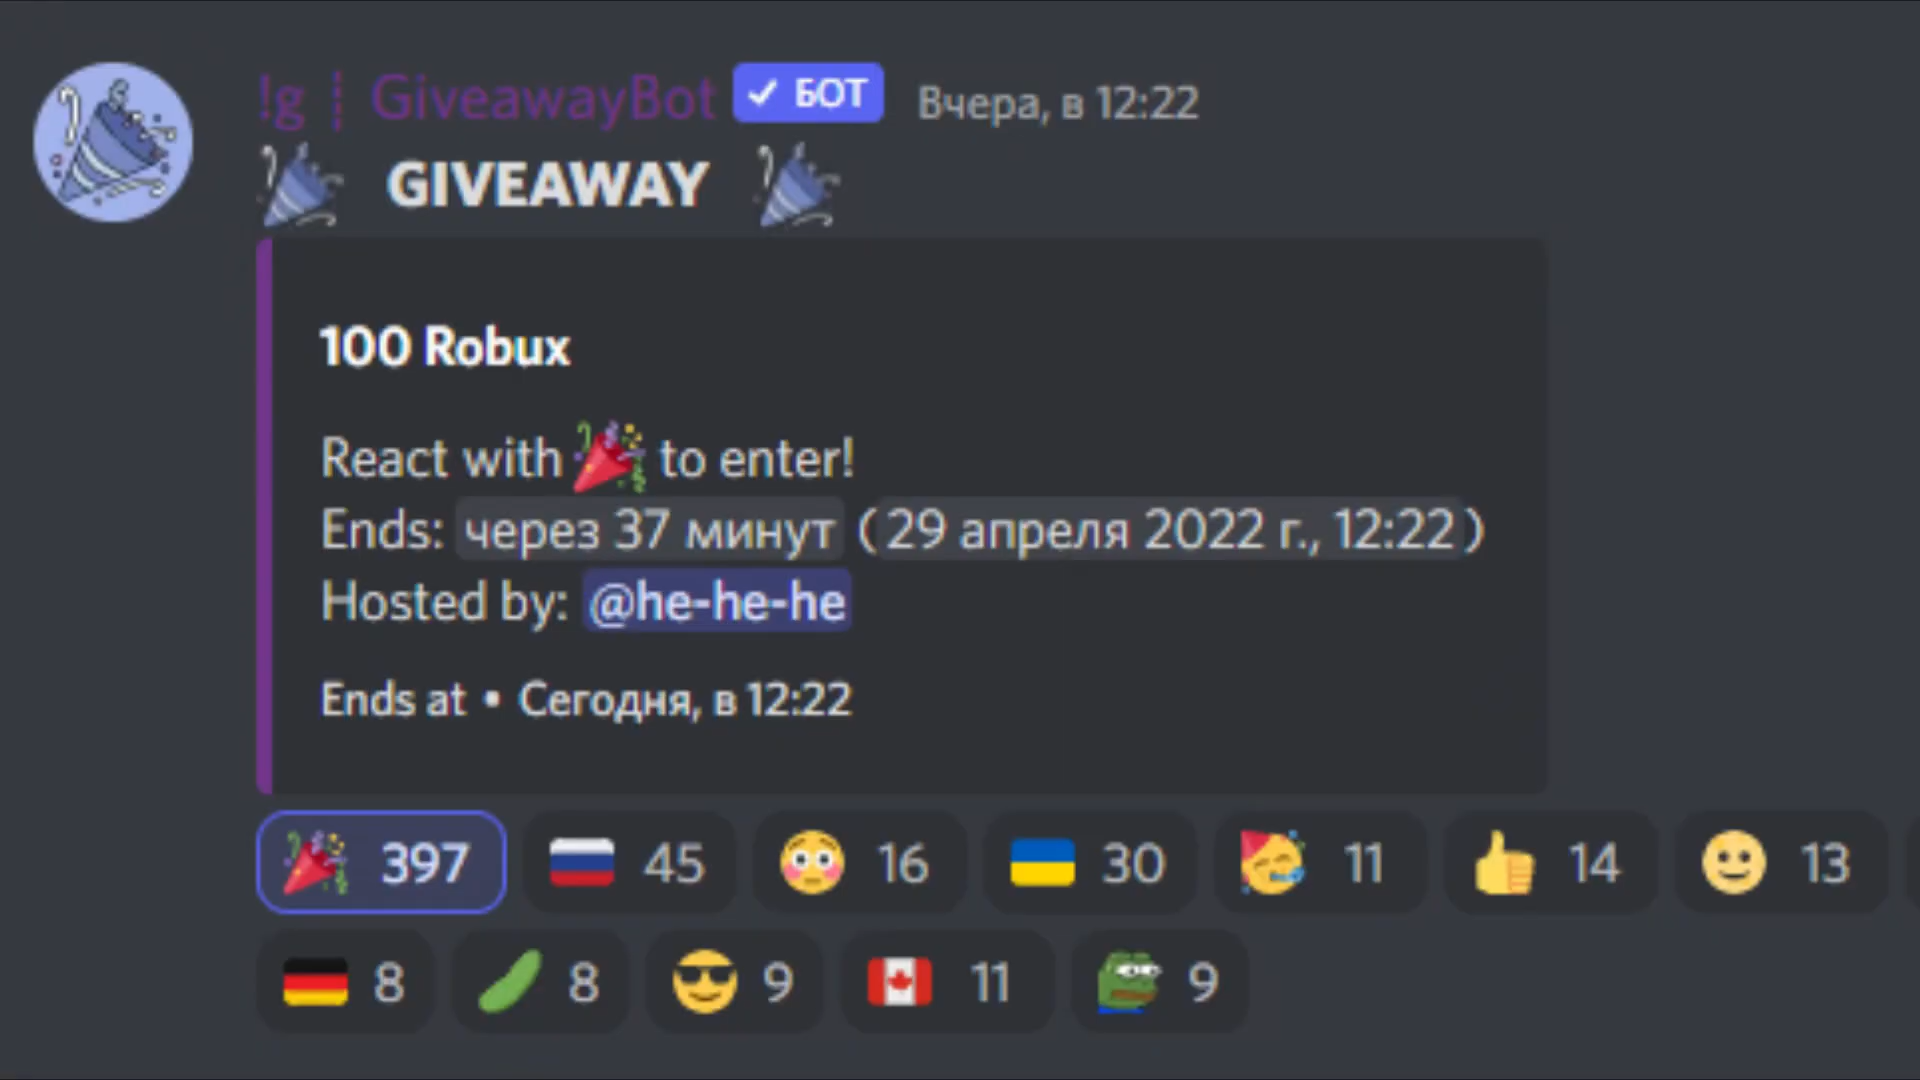 !g ┊ GiveawayBot ✓ БОТ Вчера, в 12:22
GIVEAWAY
100 Robux
React with 🎉 to enter!
Ends: через 37 минут (29 апреля 2022 г., 12:22)
Hosted by: @he-he-he
Ends at • Сегодня, в 12:22
397 45 16 30 11 14 13
8 8 9 11 9